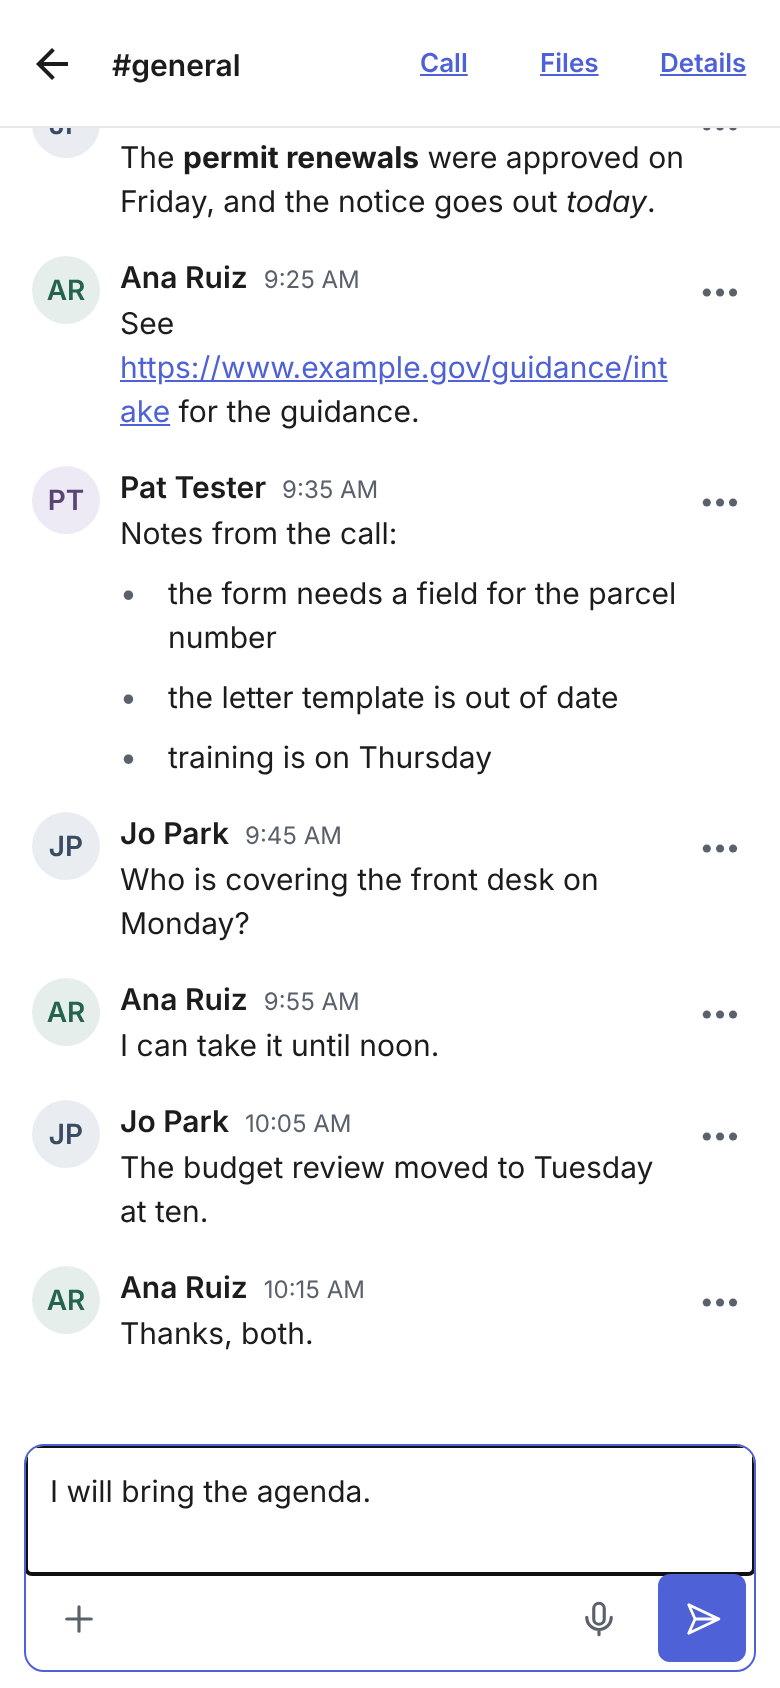 #general
Call
Files
Details
The permit renewals were approved on
Friday, and the notice goes out today.
AR
Ana Ruiz 9:25 AM
See
https://www.example.gov/guidance/int
ake for the guidance.
PT
Pat Tester 9:35 AM
Notes from the call:
• the form needs a field for the parcel
number
• the letter template is out of date
• training is on Thursday
JP
Jo Park 9:45 AM
Who is covering the front desk on
Monday?
AR
Ana Ruiz 9:55 AM
I can take it until noon.
JP
Jo Park 10:05 AM
The budget review moved to Tuesday
at ten.
AR
Ana Ruiz 10:15 AM
Thanks, both.
I will bring the agenda.